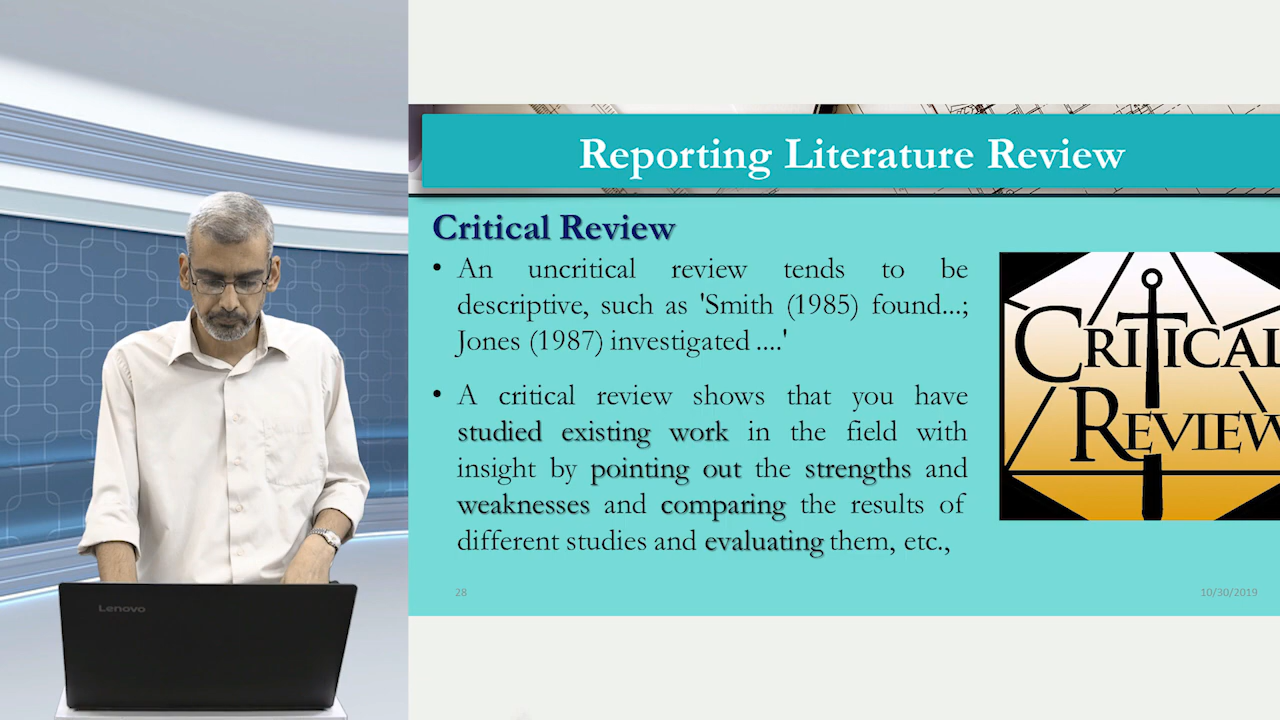 Reporting Literature Review
Critical Review
• An uncritical review tends to be
descriptive, such as 'Smith (1985) found...;
Jones (1987) investigated ....'
• A critical review shows that you have
studied existing work in the field with
insight by pointing out the strengths and
weaknesses and comparing the results of
different studies and evaluating them, etc.,
CRITICAL
REVIEW
28
10/30/2019
Lenovo